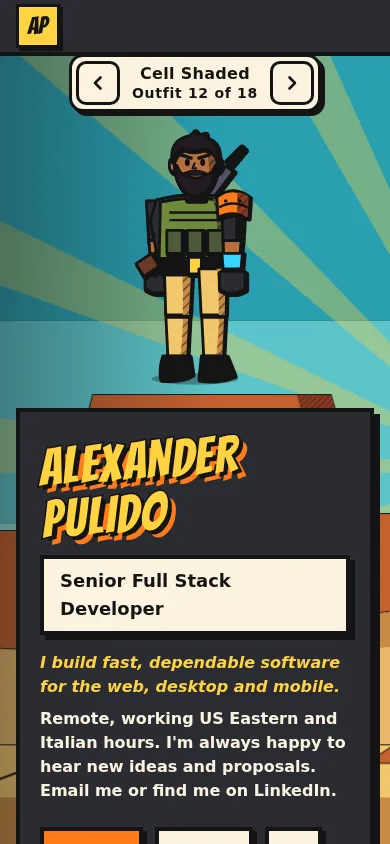 AP
Cell Shaded
Outfit 12 of 18
ALEXANDER
PULIDO
Senior Full Stack
Developer
I build fast, dependable software
for the web, desktop and mobile.
Remote, working US Eastern and
Italian hours. I'm always happy to
hear new ideas and proposals.
Email me or find me on LinkedIn.